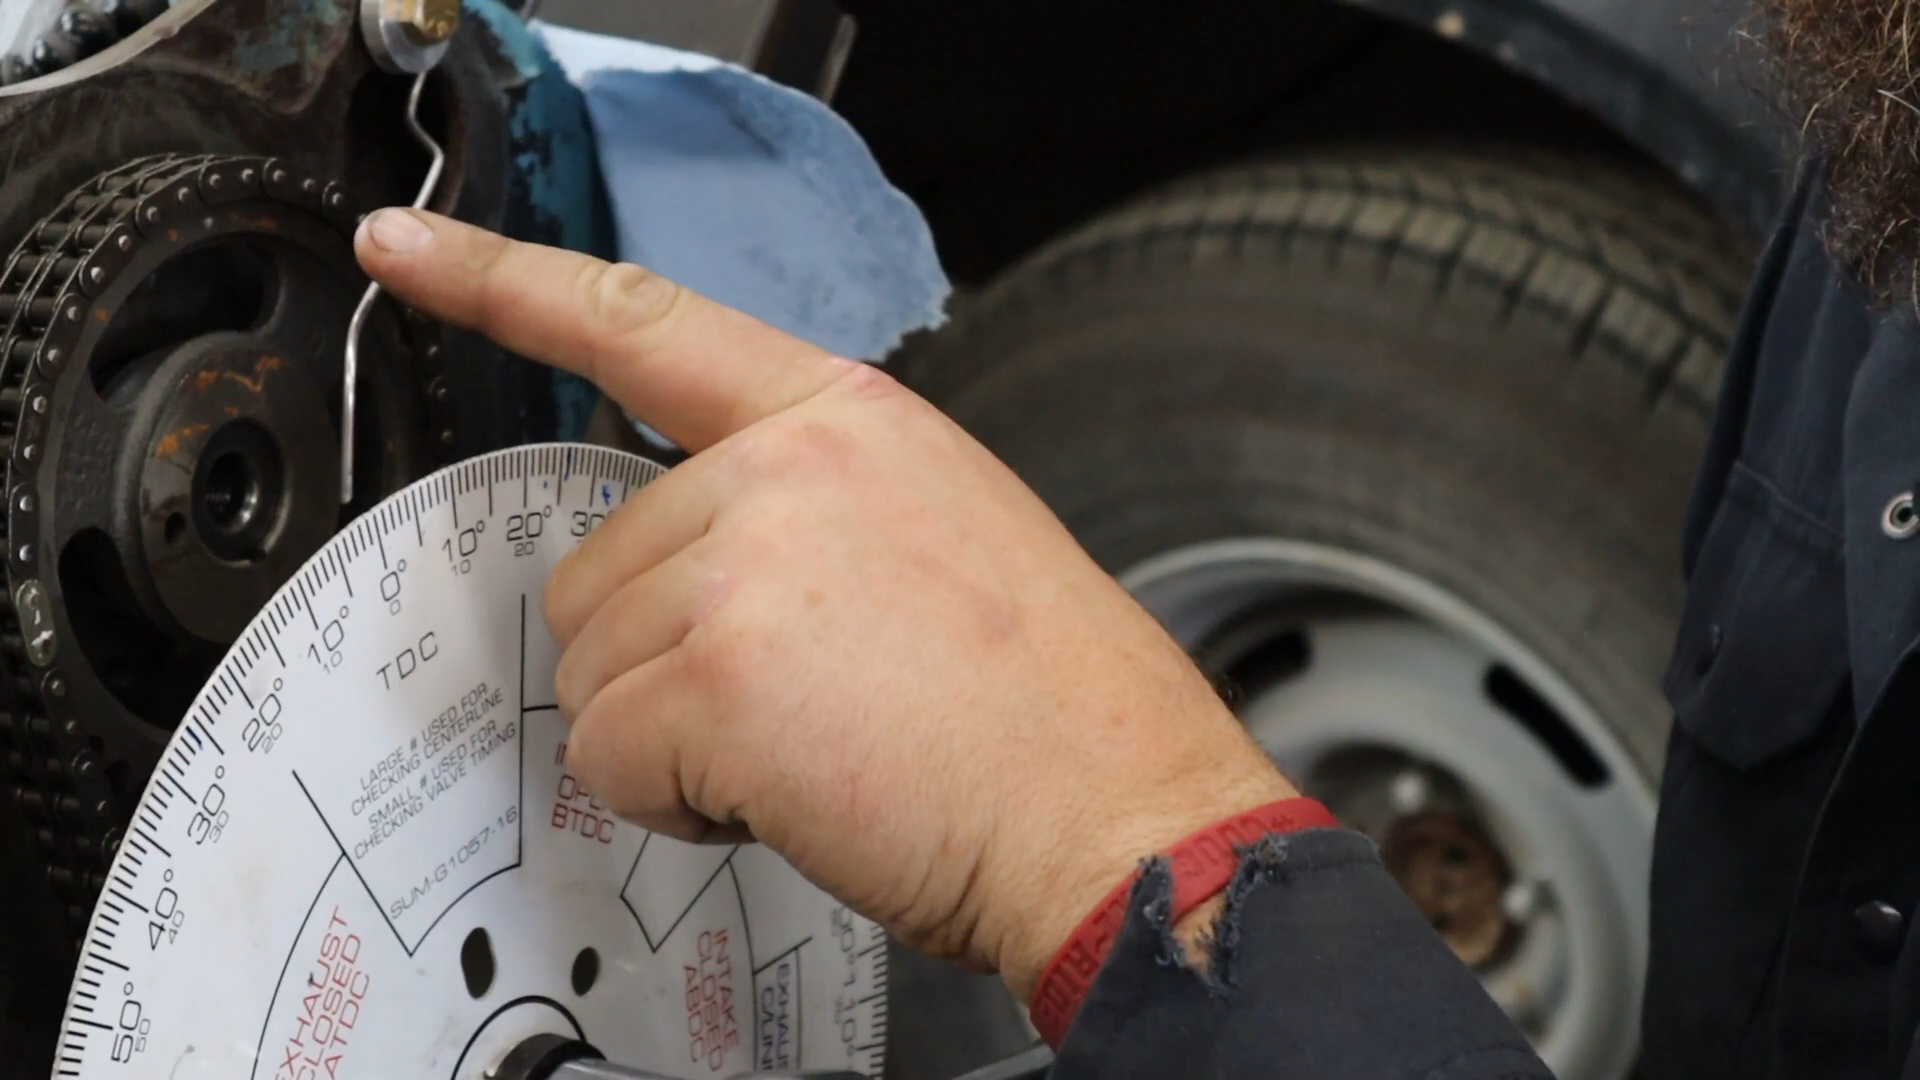 10°
10
20°
20
30
0°
0
10°
10
TDC
20°
20
LARGE # USED FOR
CHECKING CENTERLINE
SMALL # USED FOR
CHECKING VALVE TIMING
30°
30
SUM-G1057-16
BTDC
40°
40
EXHAUST
CLOSED
ATDC
INTAKE
CLOSED
ABDC
50°
50